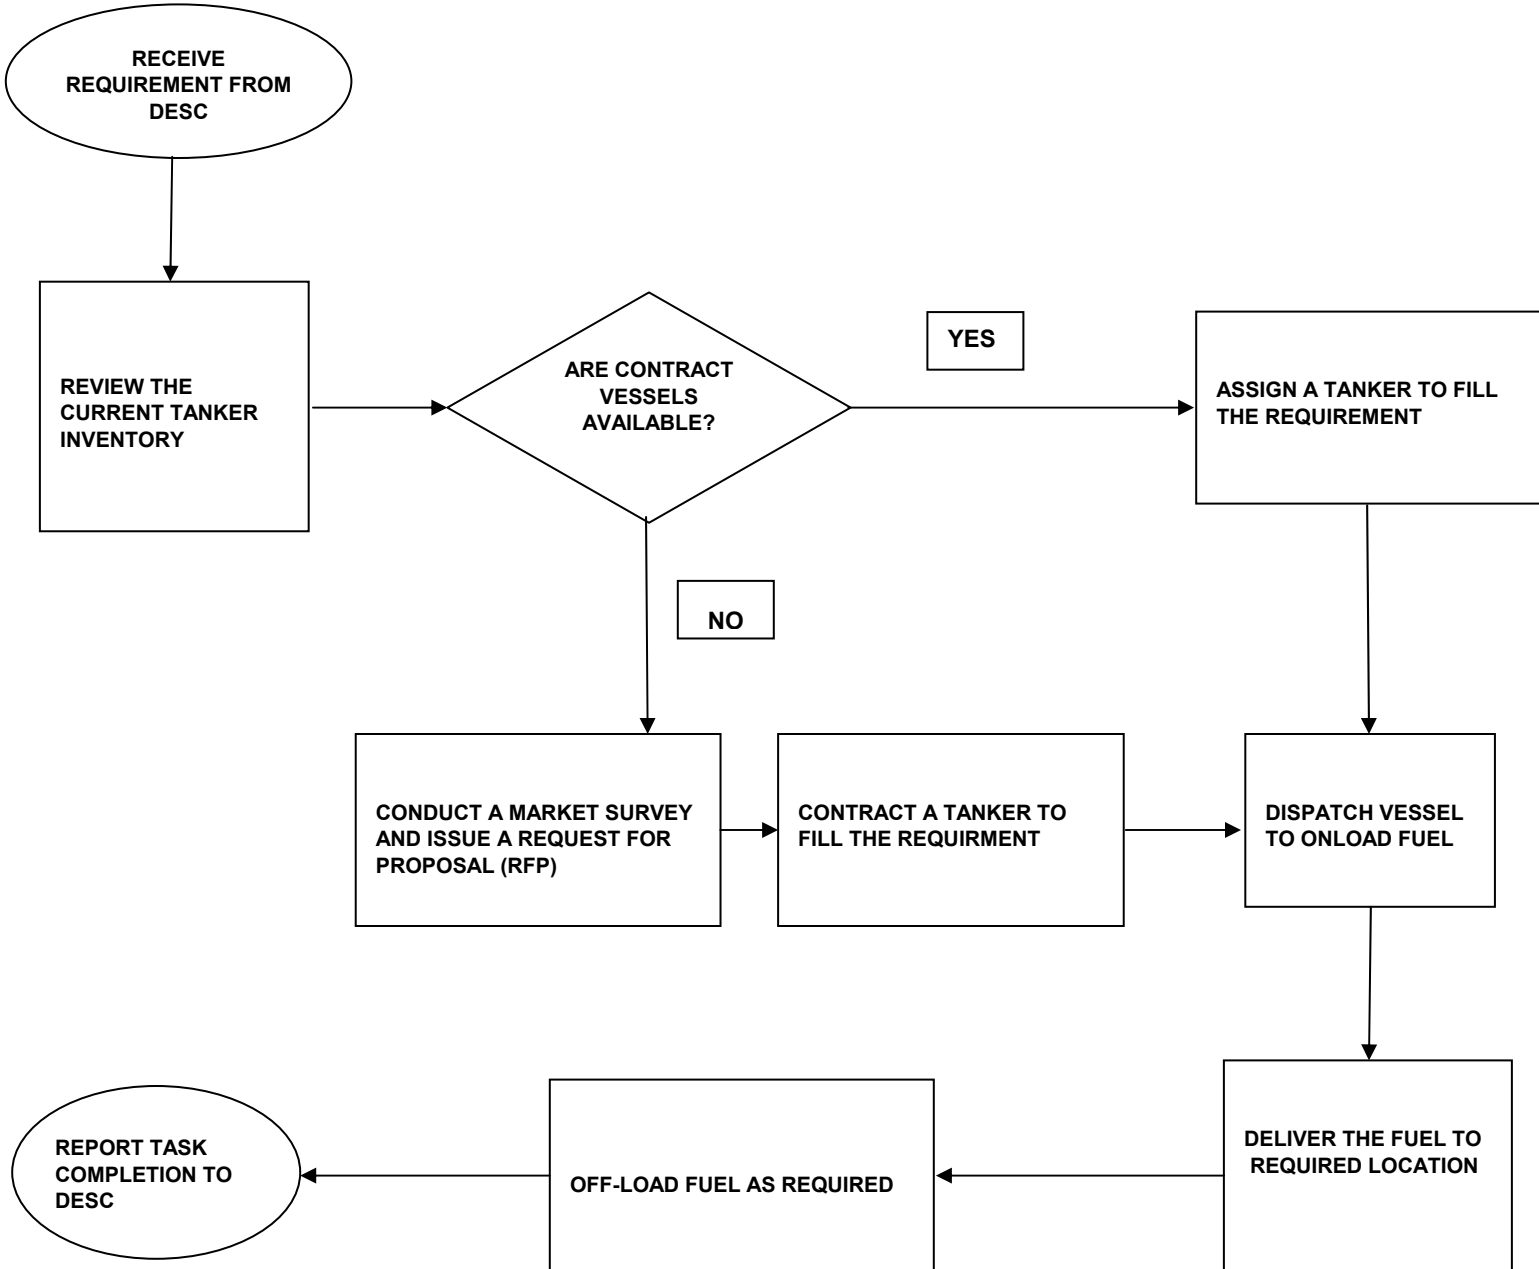 RECEIVE
REQUIREMENT FROM
DESC
REVIEW THE
CURRENT TANKER
INVENTORY
ARE CONTRACT
VESSELS
AVAILABLE?
YES
ASSIGN A TANKER TO FILL
THE REQUIREMENT
NO
CONDUCT A MARKET SURVEY
AND ISSUE A REQUEST FOR
PROPOSAL (RFP)
CONTRACT A TANKER TO
FILL THE REQUIRMENT
DISPATCH VESSEL
TO ONLOAD FUEL
DELIVER THE FUEL TO
REQUIRED LOCATION
OFF-LOAD FUEL AS REQUIRED
REPORT TASK
COMPLETION TO
DESC